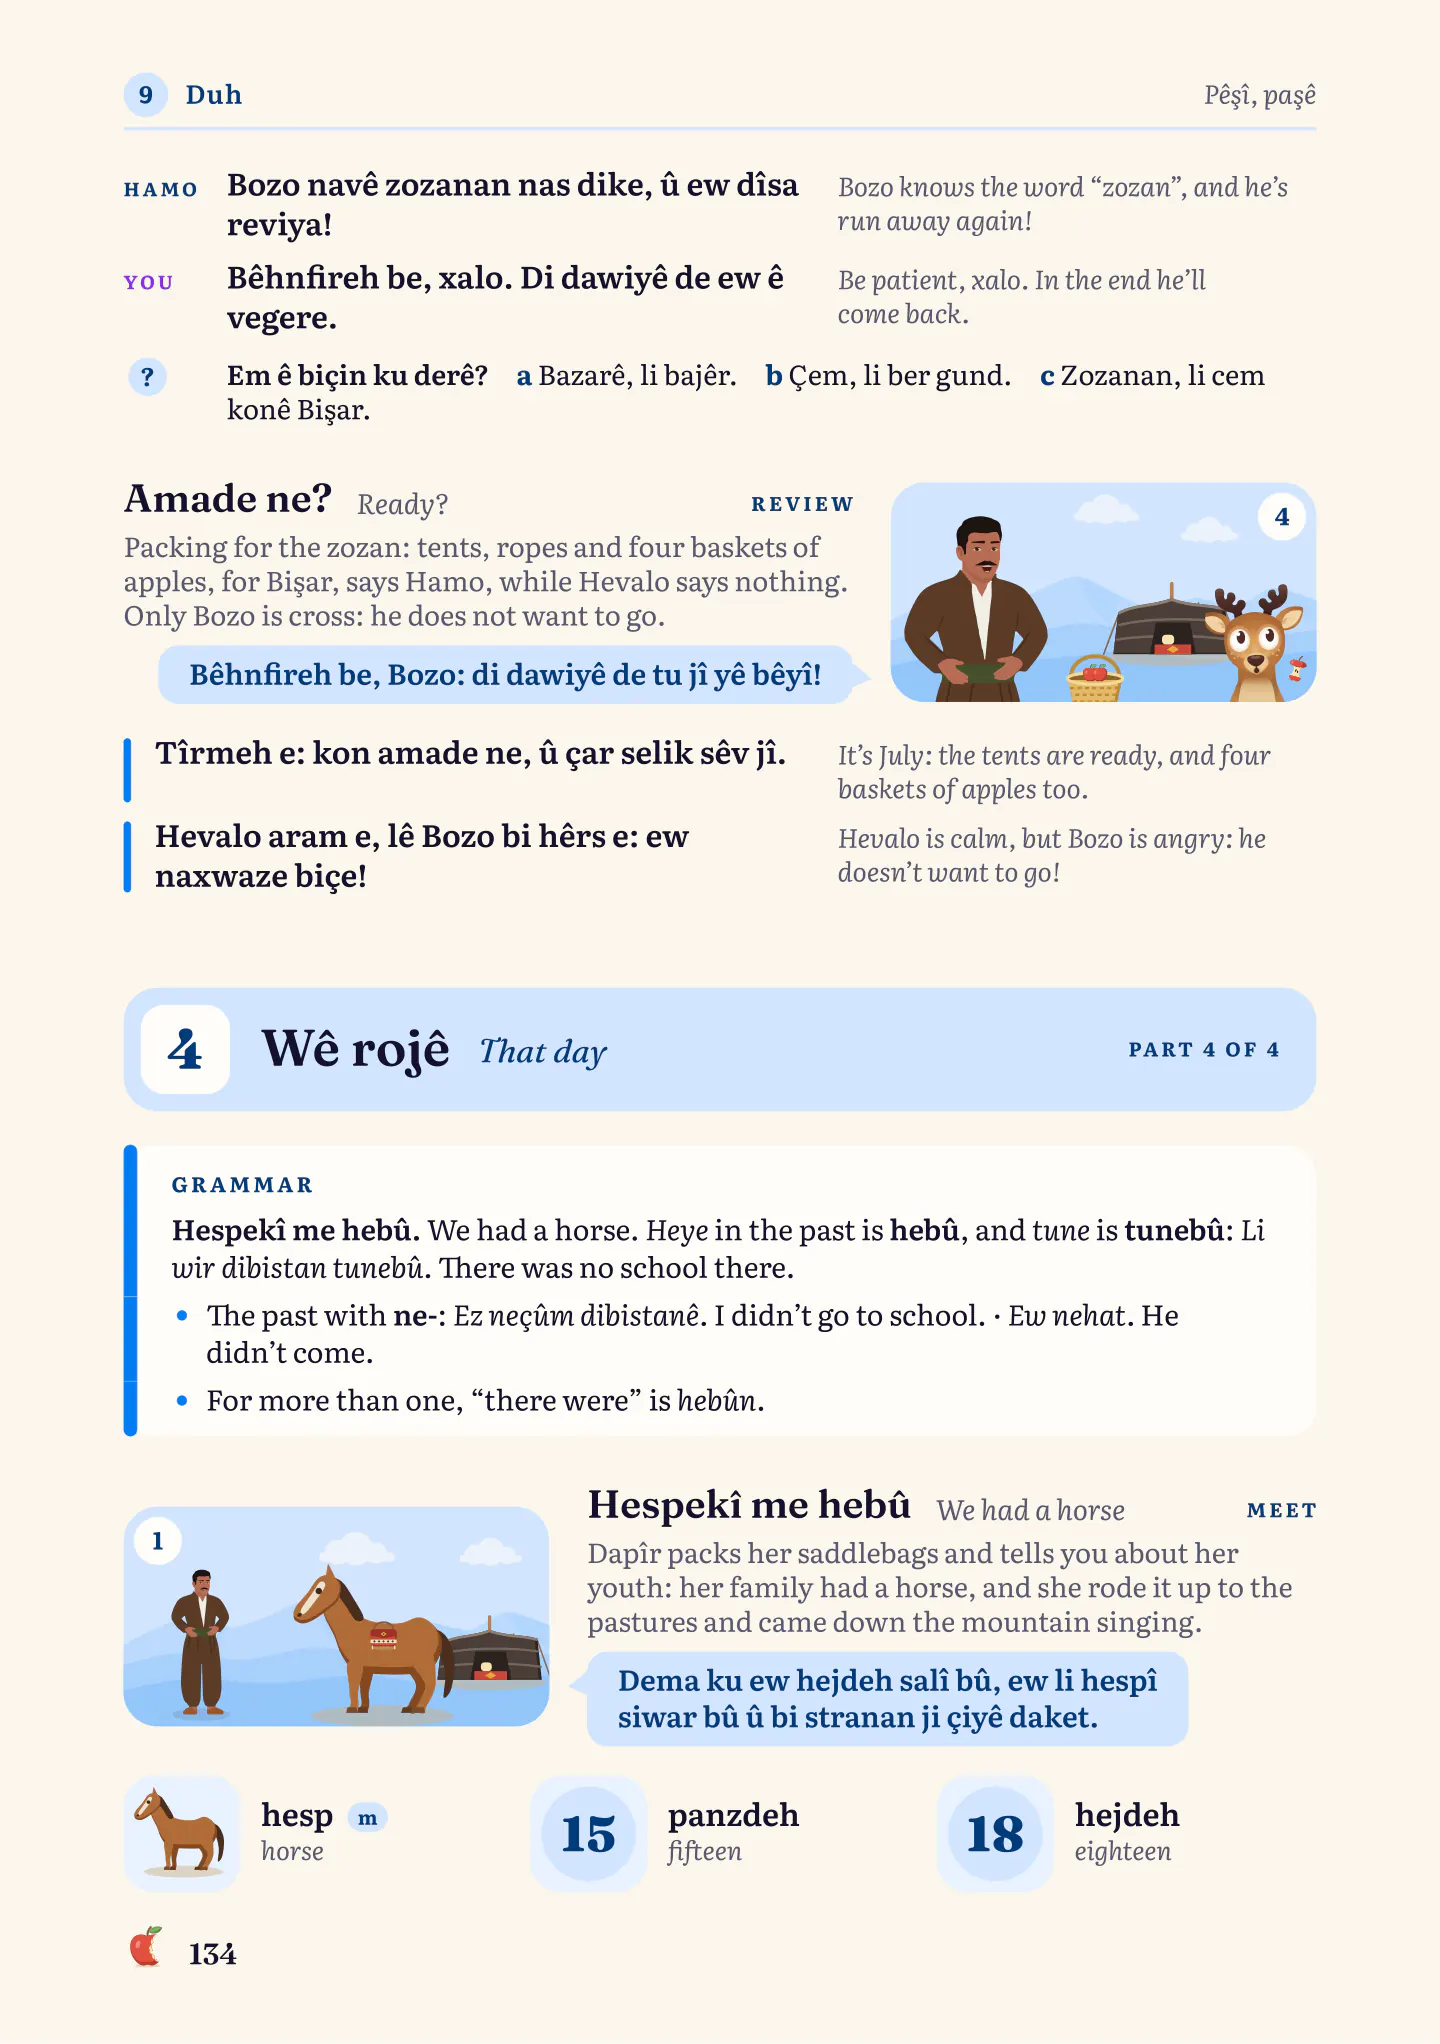 9 Duh
Pêşî, paşê
HAMO
Bozo navê zozanan nas dike, û ew dîsa
reviya!
Bozo knows the word “zozan”, and he’s
run away again!
YOU
Bêhnfireh be, xalo. Di dawiyê de ew ê
vegere.
Be patient, xalo. In the end he’ll
come back.
? Em ê biçin ku derê? a Bazarê, li bajêr. b Çem, li ber gund. c Zozanan, li cem
konê Bişar.
Amade ne? Ready? REVIEW
Packing for the zozan: tents, ropes and four baskets of
apples, for Bişar, says Hamo, while Hevalo says nothing.
Only Bozo is cross: he does not want to go.
Bêhnfireh be, Bozo: di dawiyê de tu jî yê bêyî!
4
Tîrmeh e: kon amade ne, û çar selik sêv jî.
It’s July: the tents are ready, and four
baskets of apples too.
Hevalo aram e, lê Bozo bi hêrs e: ew
naxwaze biçe!
Hevalo is calm, but Bozo is angry: he
doesn’t want to go!
4 Wê rojê That day PART 4 OF 4
GRAMMAR
Hespekî me hebû. We had a horse. Heye in the past is hebû, and tune is tunebû: Li
wir dibistan tunebû. There was no school there.
• The past with ne-: Ez neçûm dibistanê. I didn’t go to school. · Ew nehat. He
didn’t come.
• For more than one, “there were” is hebûn.
1
Hespekî me hebû We had a horse MEET
Dapîr packs her saddlebags and tells you about her
youth: her family had a horse, and she rode it up to the
pastures and came down the mountain singing.
Dema ku ew hejdeh salî bû, ew li hespî
siwar bû û bi stranan ji çiyê daket.
hesp m
horse
15 panzdeh
fifteen
18 hejdeh
eighteen
134